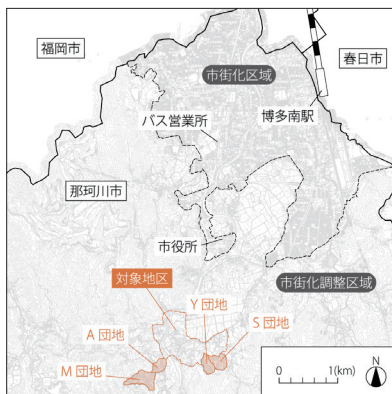 福岡市
市街化区域
春日市
バス営業所
博多南駅
那珂川市
市役所
対象地区
市街化調整区域
Y 団地
A 団地
S 団地
M 団地
N
0 1(km)